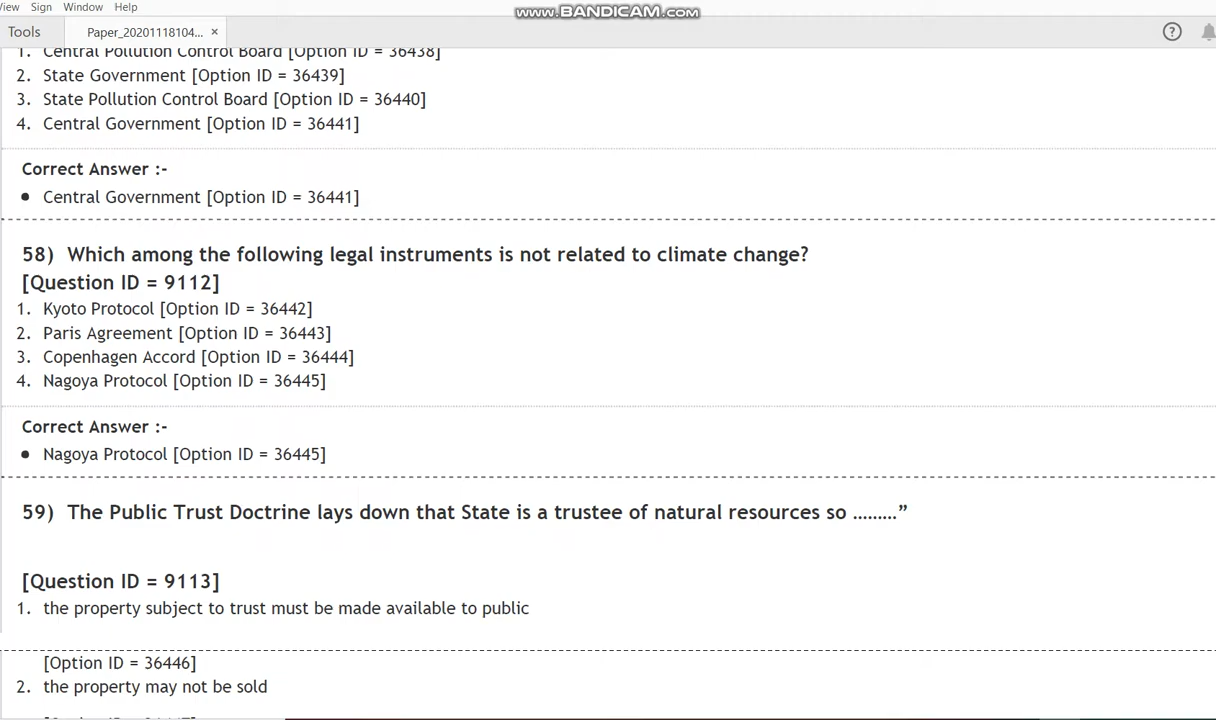 View Sign Window Help
www.BANDICAM.com
Tools Paper_20201118104... ×
1. Central Pollution Control Board [Option ID = 36438]
2. State Government [Option ID = 36439]
3. State Pollution Control Board [Option ID = 36440]
4. Central Government [Option ID = 36441]
Correct Answer :-
• Central Government [Option ID = 36441]
58) Which among the following legal instruments is not related to climate change?
[Question ID = 9112]
1. Kyoto Protocol [Option ID = 36442]
2. Paris Agreement [Option ID = 36443]
3. Copenhagen Accord [Option ID = 36444]
4. Nagoya Protocol [Option ID = 36445]
Correct Answer :-
• Nagoya Protocol [Option ID = 36445]
59) The Public Trust Doctrine lays down that State is a trustee of natural resources so ………”
[Question ID = 9113]
1. the property subject to trust must be made available to public
[Option ID = 36446]
2. the property may not be sold